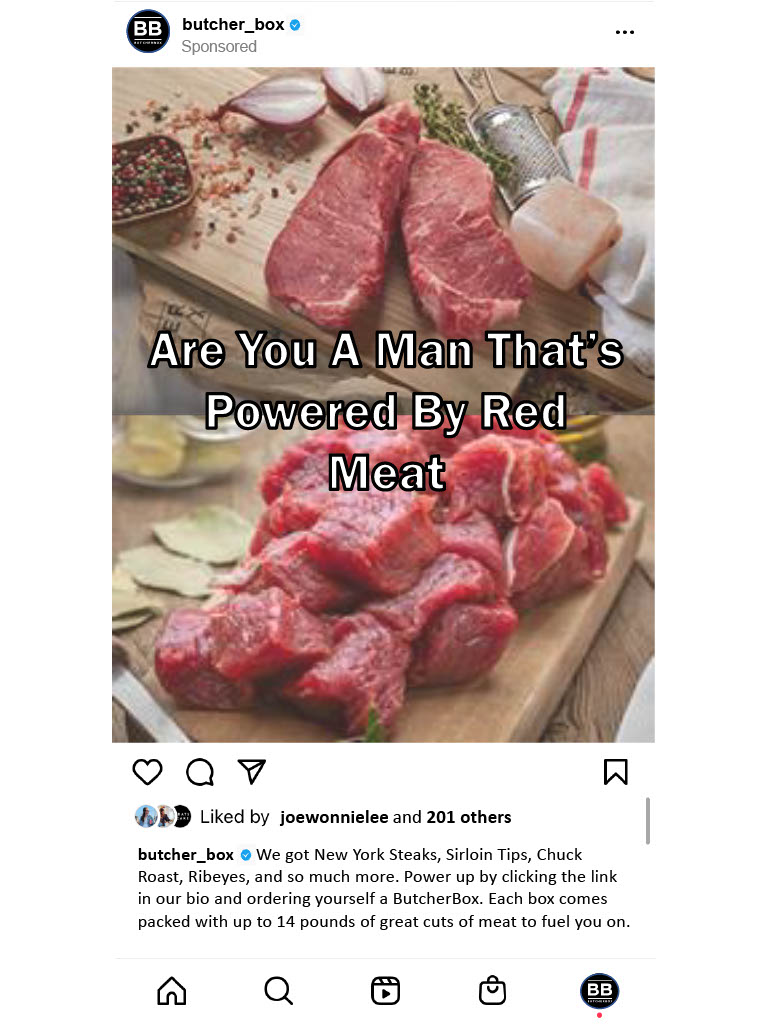 BB
BUTCHERBOX
butcher_box
Sponsored
Are You A Man That's
Powered By Red
Meat
Liked by joewonnielee and 201 others
butcher_box We got New York Steaks, Sirloin Tips, Chuck
Roast, Ribeyes, and so much more. Power up by clicking the link
in our bio and ordering yourself a ButcherBox. Each box comes
packed with up to 14 pounds of great cuts of meat to fuel you on.
BB
BUTCHERBOX